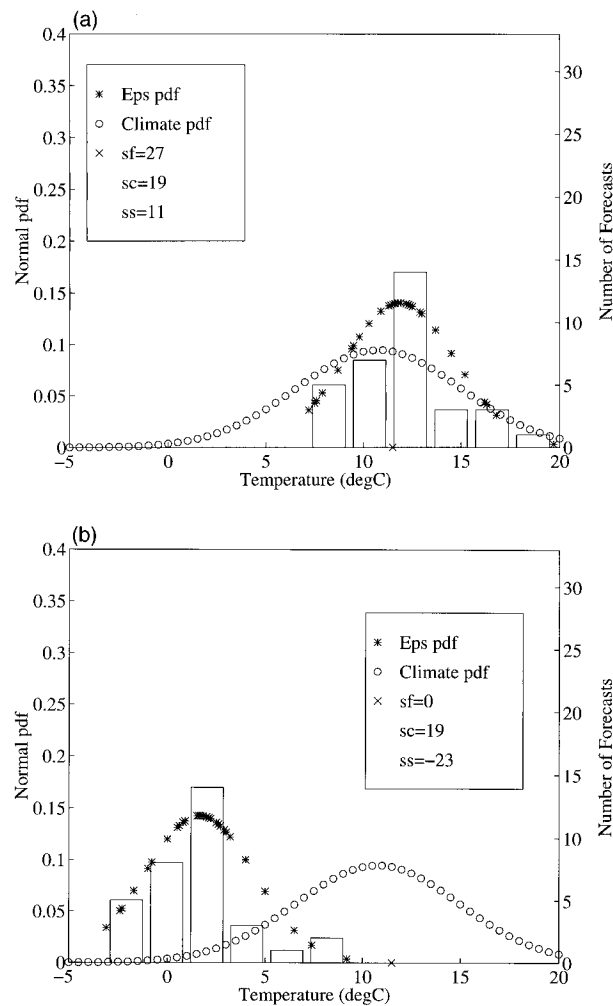 (a)
0.4
0.35
0.3
0.25
0.2
0.15
0.1
0.05
0
Normal pdf
Eps pdf
Climate pdf
sf=27
sc=19
ss=11
30
25
20
15
10
5
0
Number of Forecasts
-5
0
5
10
15
20
Temperature (degC)
(b)
0.4
0.35
0.3
0.25
0.2
0.15
0.1
0.05
0
Normal pdf
Eps pdf
Climate pdf
sf=0
sc=19
ss=-23
30
25
20
15
10
5
0
Number of Forecasts
-5
0
5
10
15
20
Temperature (degC)